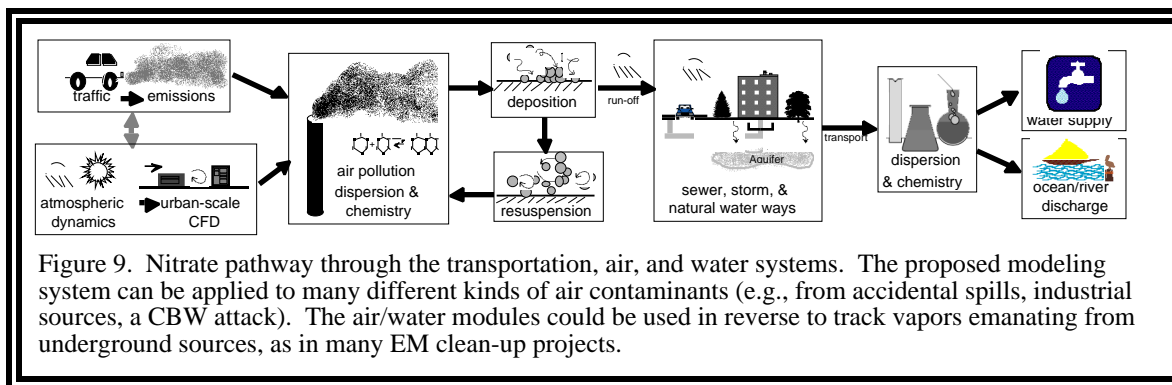 traffic emissions
atmospheric dynamics
urban-scale CFD
air pollution
dispersion &
chemistry
deposition
resuspension
run-off
Aquifer
sewer, storm, &
natural water ways
transport
dispersion
& chemistry
water supply
ocean/river
discharge
Figure 9. Nitrate pathway through the transportation, air, and water systems. The proposed modeling
system can be applied to many different kinds of air contaminants (e.g., from accidental spills, industrial
sources, a CBW attack). The air/water modules could be used in reverse to track vapors emanating from
underground sources, as in many EM clean-up projects.